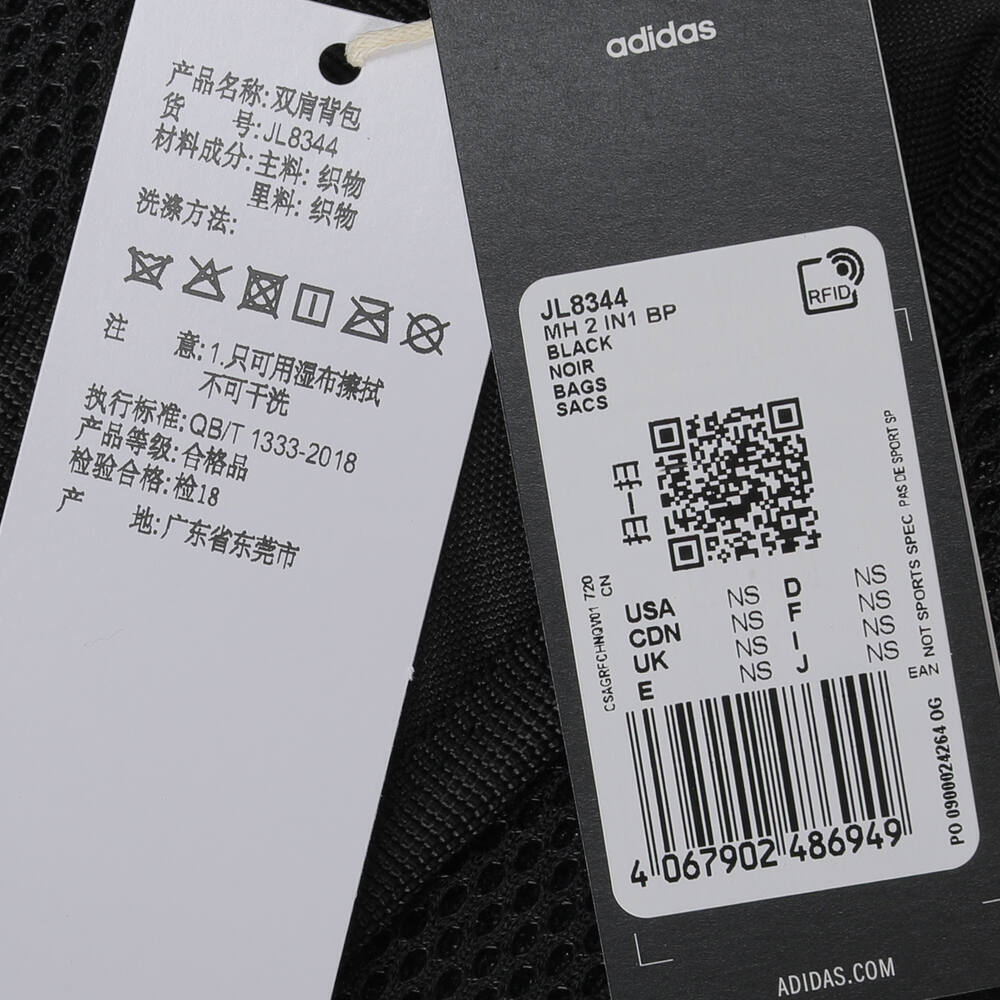 产品名称:双肩背包
货 号:JL8344
材料成分:主料: 织物
里料: 织物
洗涤方法:
注 意:1.只可用湿布擦拭
不可干洗
执行标准:QB/T 1333-2018
产品等级:合格品
检验合格:检18
产 地:广东省东莞市
adidas
RFID
JL8344
MH 2 IN1 BP
BLACK
NOIR
BAGS
SACS
扫一扫
CSAGRFCHNQV01 720
CN
USA NS D NS
CDN NS F NS
UK NS I NS
E NS J NS
EAN NOT SPORTS SPEC PAS DE SPORT SP
4 067902 486949
PO 0900024264 OG
ADIDAS.COM